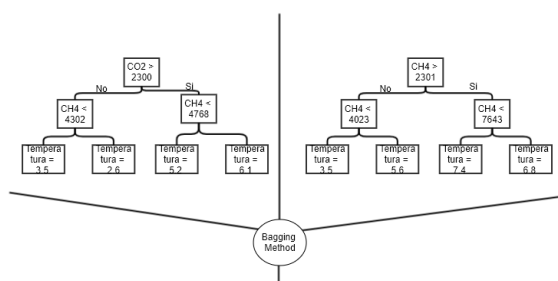 CO2 >
2300
No
Si
CH4 <
4302
CH4 <
4768
Tempera
tura =
3.5
Tempera
tura =
2.6
Tempera
tura =
5.2
Tempera
tura =
6.1
CH4 >
2301
No
Si
CH4 <
4023
CH4 <
7643
Tempera
tura =
3.5
Tempera
tura =
5.6
Tempera
tura =
7.4
Tempera
tura =
6.8
Bagging
Method